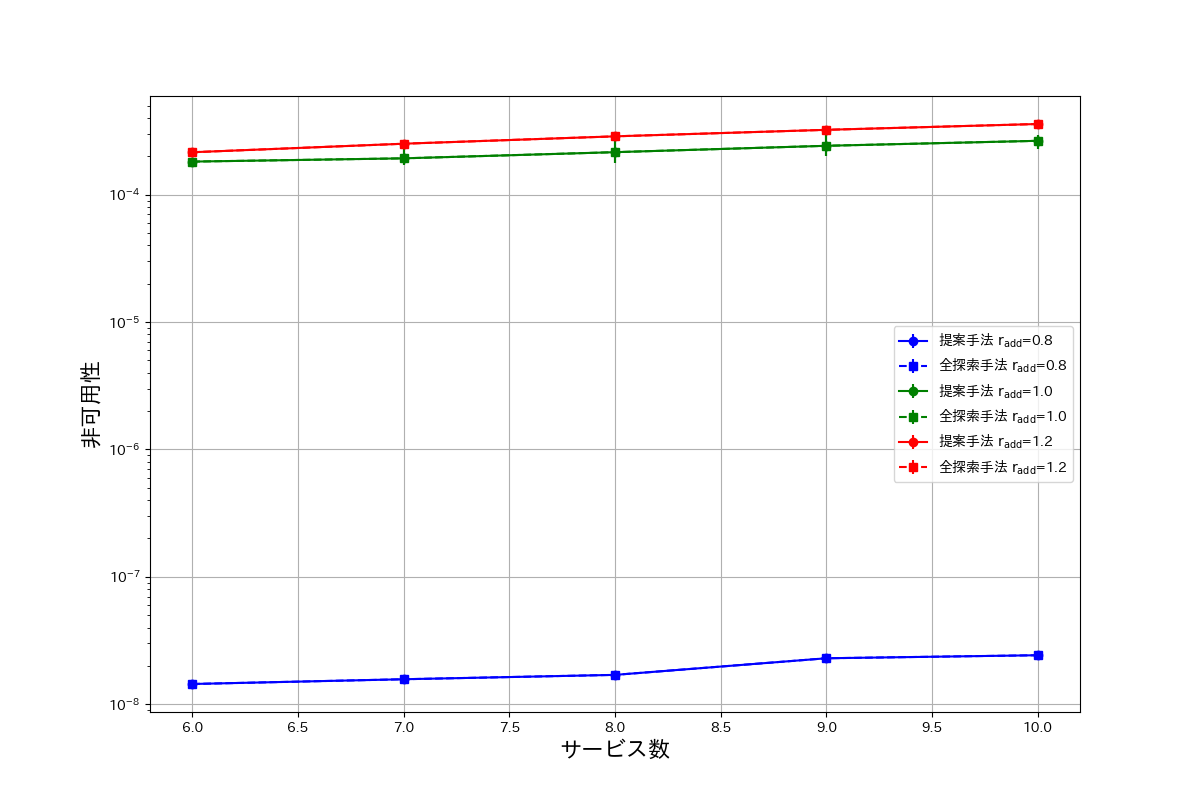 非可用性
10⁻⁴
10⁻⁵
10⁻⁶
10⁻⁷
10⁻⁸
提案手法 r_add=0.8
全探索手法 r_add=0.8
提案手法 r_add=1.0
全探索手法 r_add=1.0
提案手法 r_add=1.2
全探索手法 r_add=1.2
6.0 6.5 7.0 7.5 8.0 8.5 9.0 9.5 10.0
サービス数